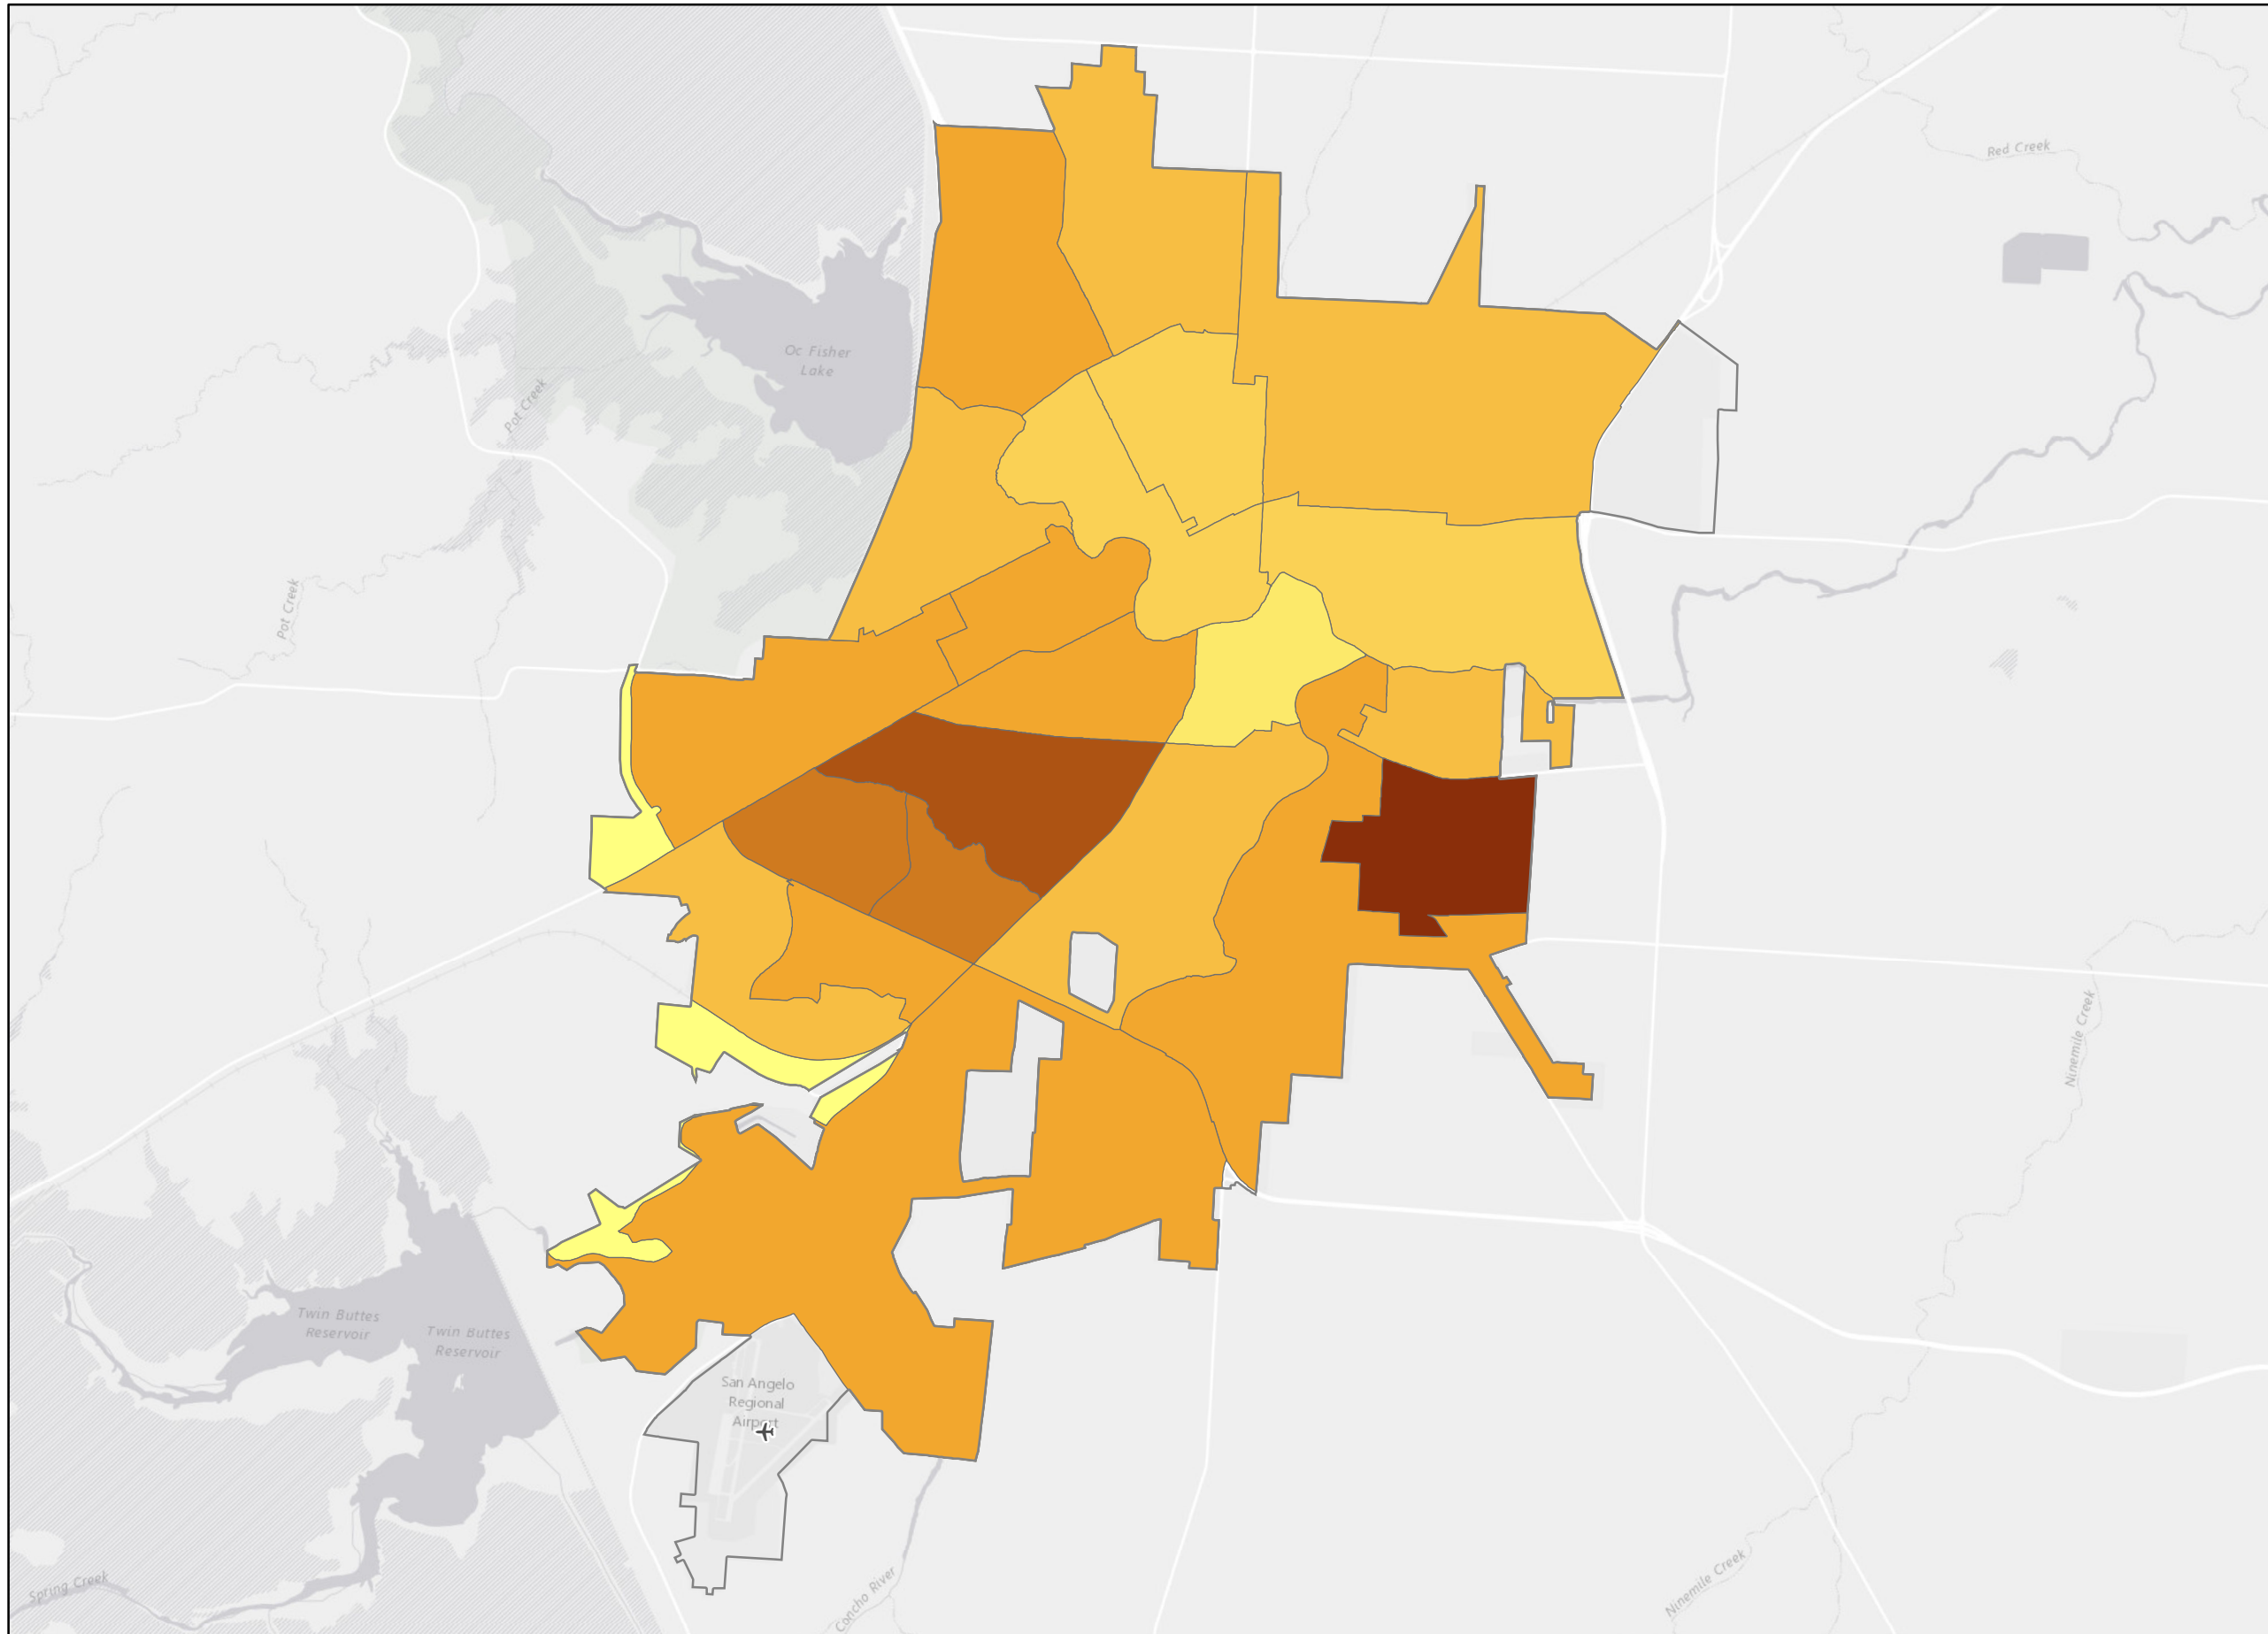 Red Creek
Oc Fisher
Lake
Pot Creek
Pot Creek
Ninemile Creek
Twin Buttes
Reservoir
Twin Buttes
Reservoir
San Angelo
Regional
Airport
Spring Creek
Concho River
Ninemile Creek